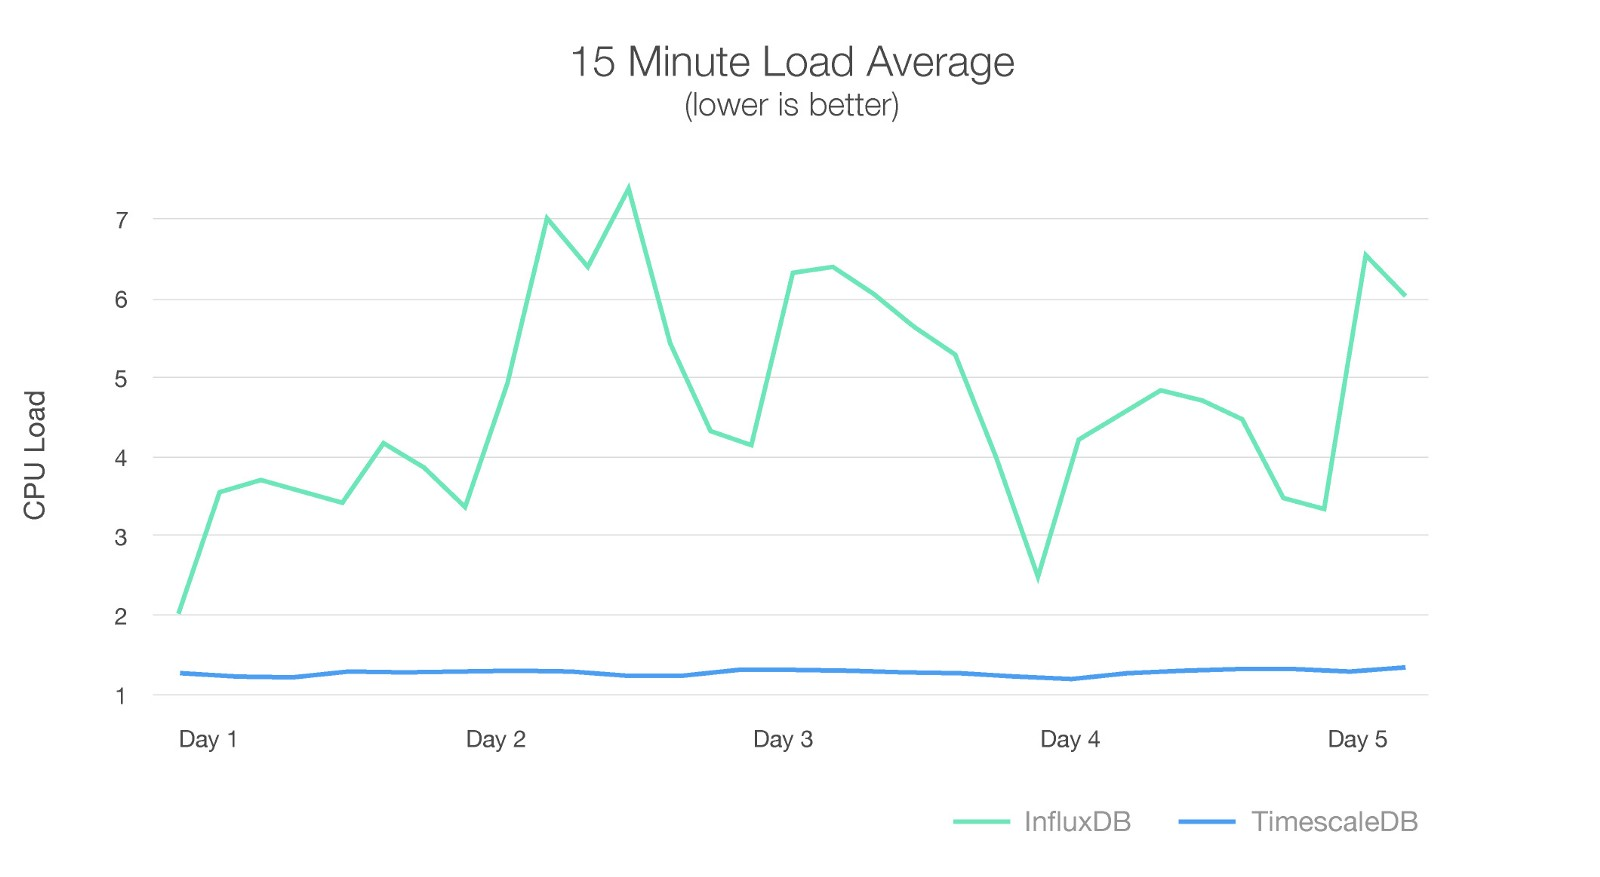 15 Minute Load Average
(lower is better)
7
6
5
4
3
2
1
CPU Load
Day 1
Day 2
Day 3
Day 4
Day 5
InfluxDB
TimescaleDB